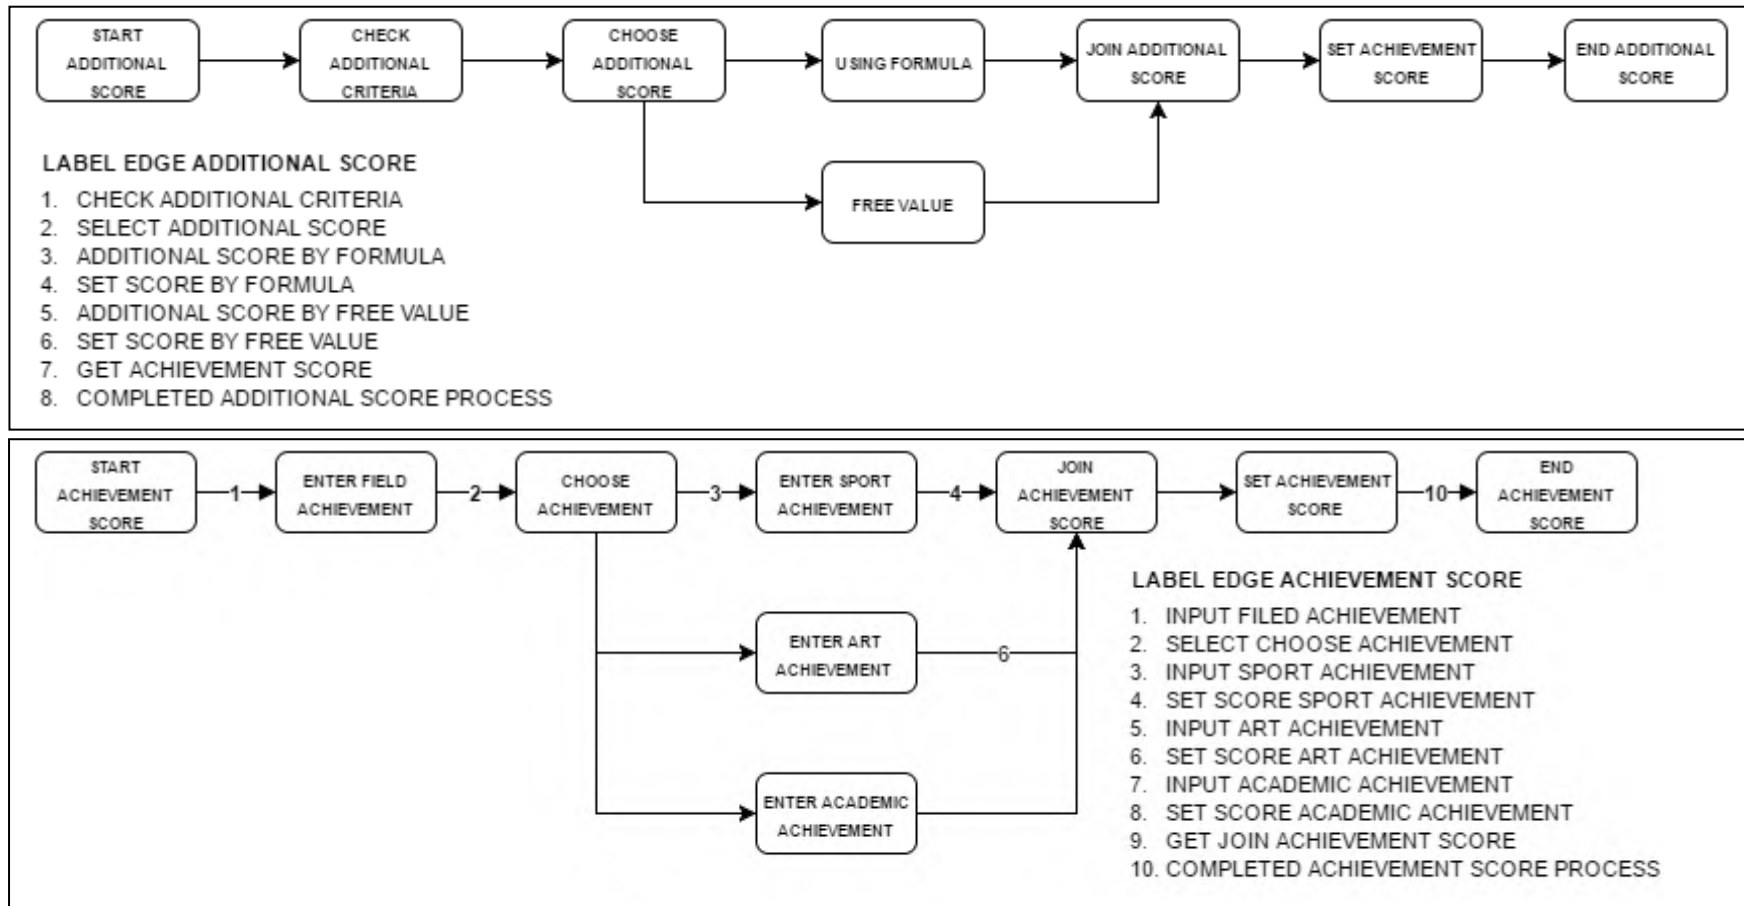 START
ADDITIONAL
SCORE
CHECK
ADDITIONAL
CRITERIA
CHOOSE
ADDITIONAL
SCORE
USING FORMULA
JOIN ADDITIONAL
SCORE
SET ACHIEVEMENT
SCORE
END ADDITIONAL
SCORE
FREE VALUE
LABEL EDGE ADDITIONAL SCORE
1. CHECK ADDITIONAL CRITERIA
2. SELECT ADDITIONAL SCORE
3. ADDITIONAL SCORE BY FORMULA
4. SET SCORE BY FORMULA
5. ADDITIONAL SCORE BY FREE VALUE
6. SET SCORE BY FREE VALUE
7. GET ACHIEVEMENT SCORE
8. COMPLETED ADDITIONAL SCORE PROCESS
START
ACHIEVEMENT
SCORE
1
ENTER FIELD
ACHIEVEMENT
2
CHOOSE
ACHIEVEMENT
3
ENTER SPORT
ACHIEVEMENT
4
JOIN
ACHIEVEMENT
SCORE
SET ACHIEVEMENT
SCORE
10
END
ACHIEVEMENT
SCORE
ENTER ART
ACHIEVEMENT
6
ENTER ACADEMIC
ACHIEVEMENT
LABEL EDGE ACHIEVEMENT SCORE
1. INPUT FILED ACHIEVEMENT
2. SELECT CHOOSE ACHIEVEMENT
3. INPUT SPORT ACHIEVEMENT
4. SET SCORE SPORT ACHIEVEMENT
5. INPUT ART ACHIEVEMENT
6. SET SCORE ART ACHIEVEMENT
7. INPUT ACADEMIC ACHIEVEMENT
8. SET SCORE ACADEMIC ACHIEVEMENT
9. GET JOIN ACHIEVEMENT SCORE
10. COMPLETED ACHIEVEMENT SCORE PROCESS